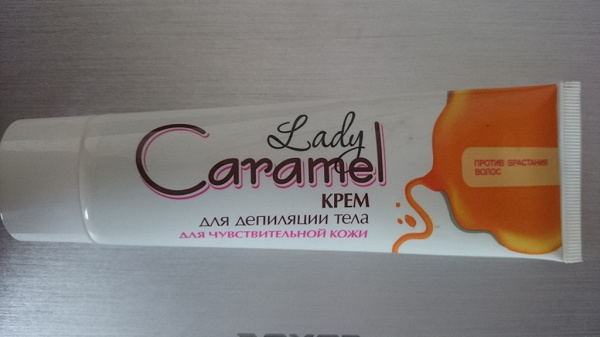 Lady
Caramel
КРЕМ
ДЛЯ ДЕПИЛЯЦИИ ТЕЛА
ДЛЯ ЧУВСТВИТЕЛЬНОЙ КОЖИ
ПРОТИВ ВРАСТАНИЯ
ВОЛОС